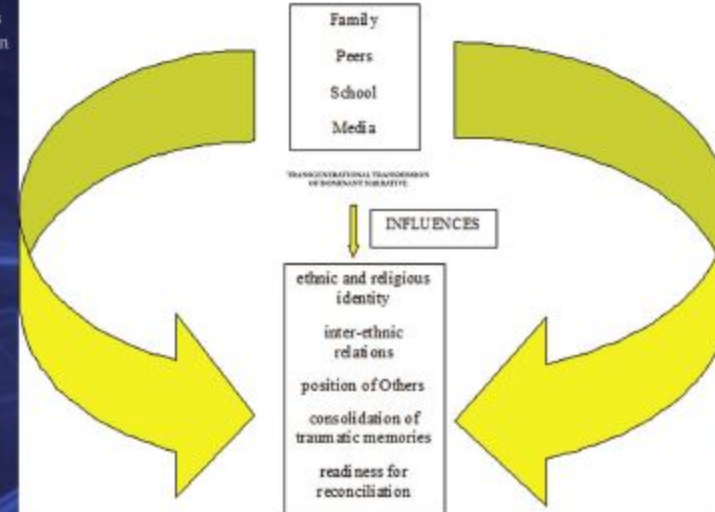 Family
Peers
School
Media
TRANSGENERATIONAL TRANSMISSION
OF DOMINANT NARRATIVE
INFLUENCES
ethnic and religious
identity
inter-ethnic
relations
position of Others
consolidation of
traumatic memories
readiness for
reconciliation